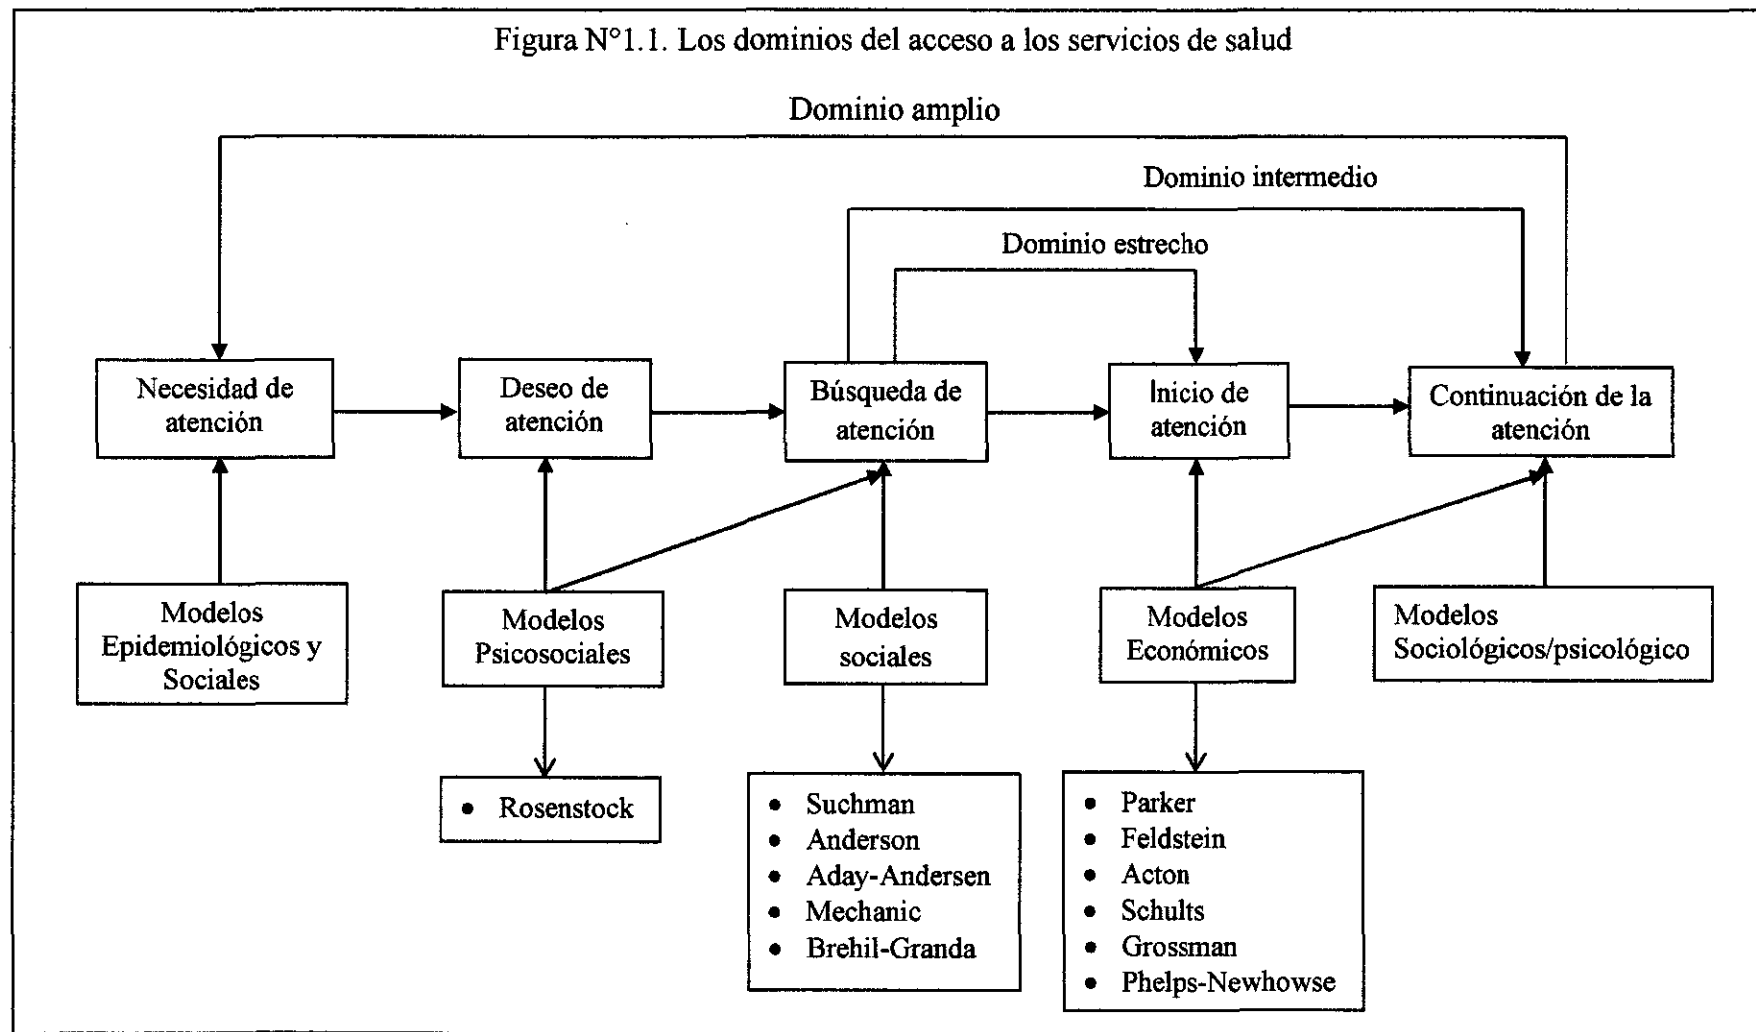 Figura N°1.1. Los dominios del acceso a los servicios de salud
Dominio amplio
Dominio intermedio
Dominio estrecho
Necesidad de
atención
Deseo de
atención
Búsqueda de
atención
Inicio de
atención
Continuación de la
atención
Modelos
Epidemiológicos y
Sociales
Modelos
Psicosociales
Modelos
sociales
Modelos
Económicos
Modelos
Sociológicos/psicológico
• Rosenstock
• Suchman
• Anderson
• Aday-Andersen
• Mechanic
• Brehil-Granda
• Parker
• Feldstein
• Acton
• Schults
• Grossman
• Phelps-Newhowse